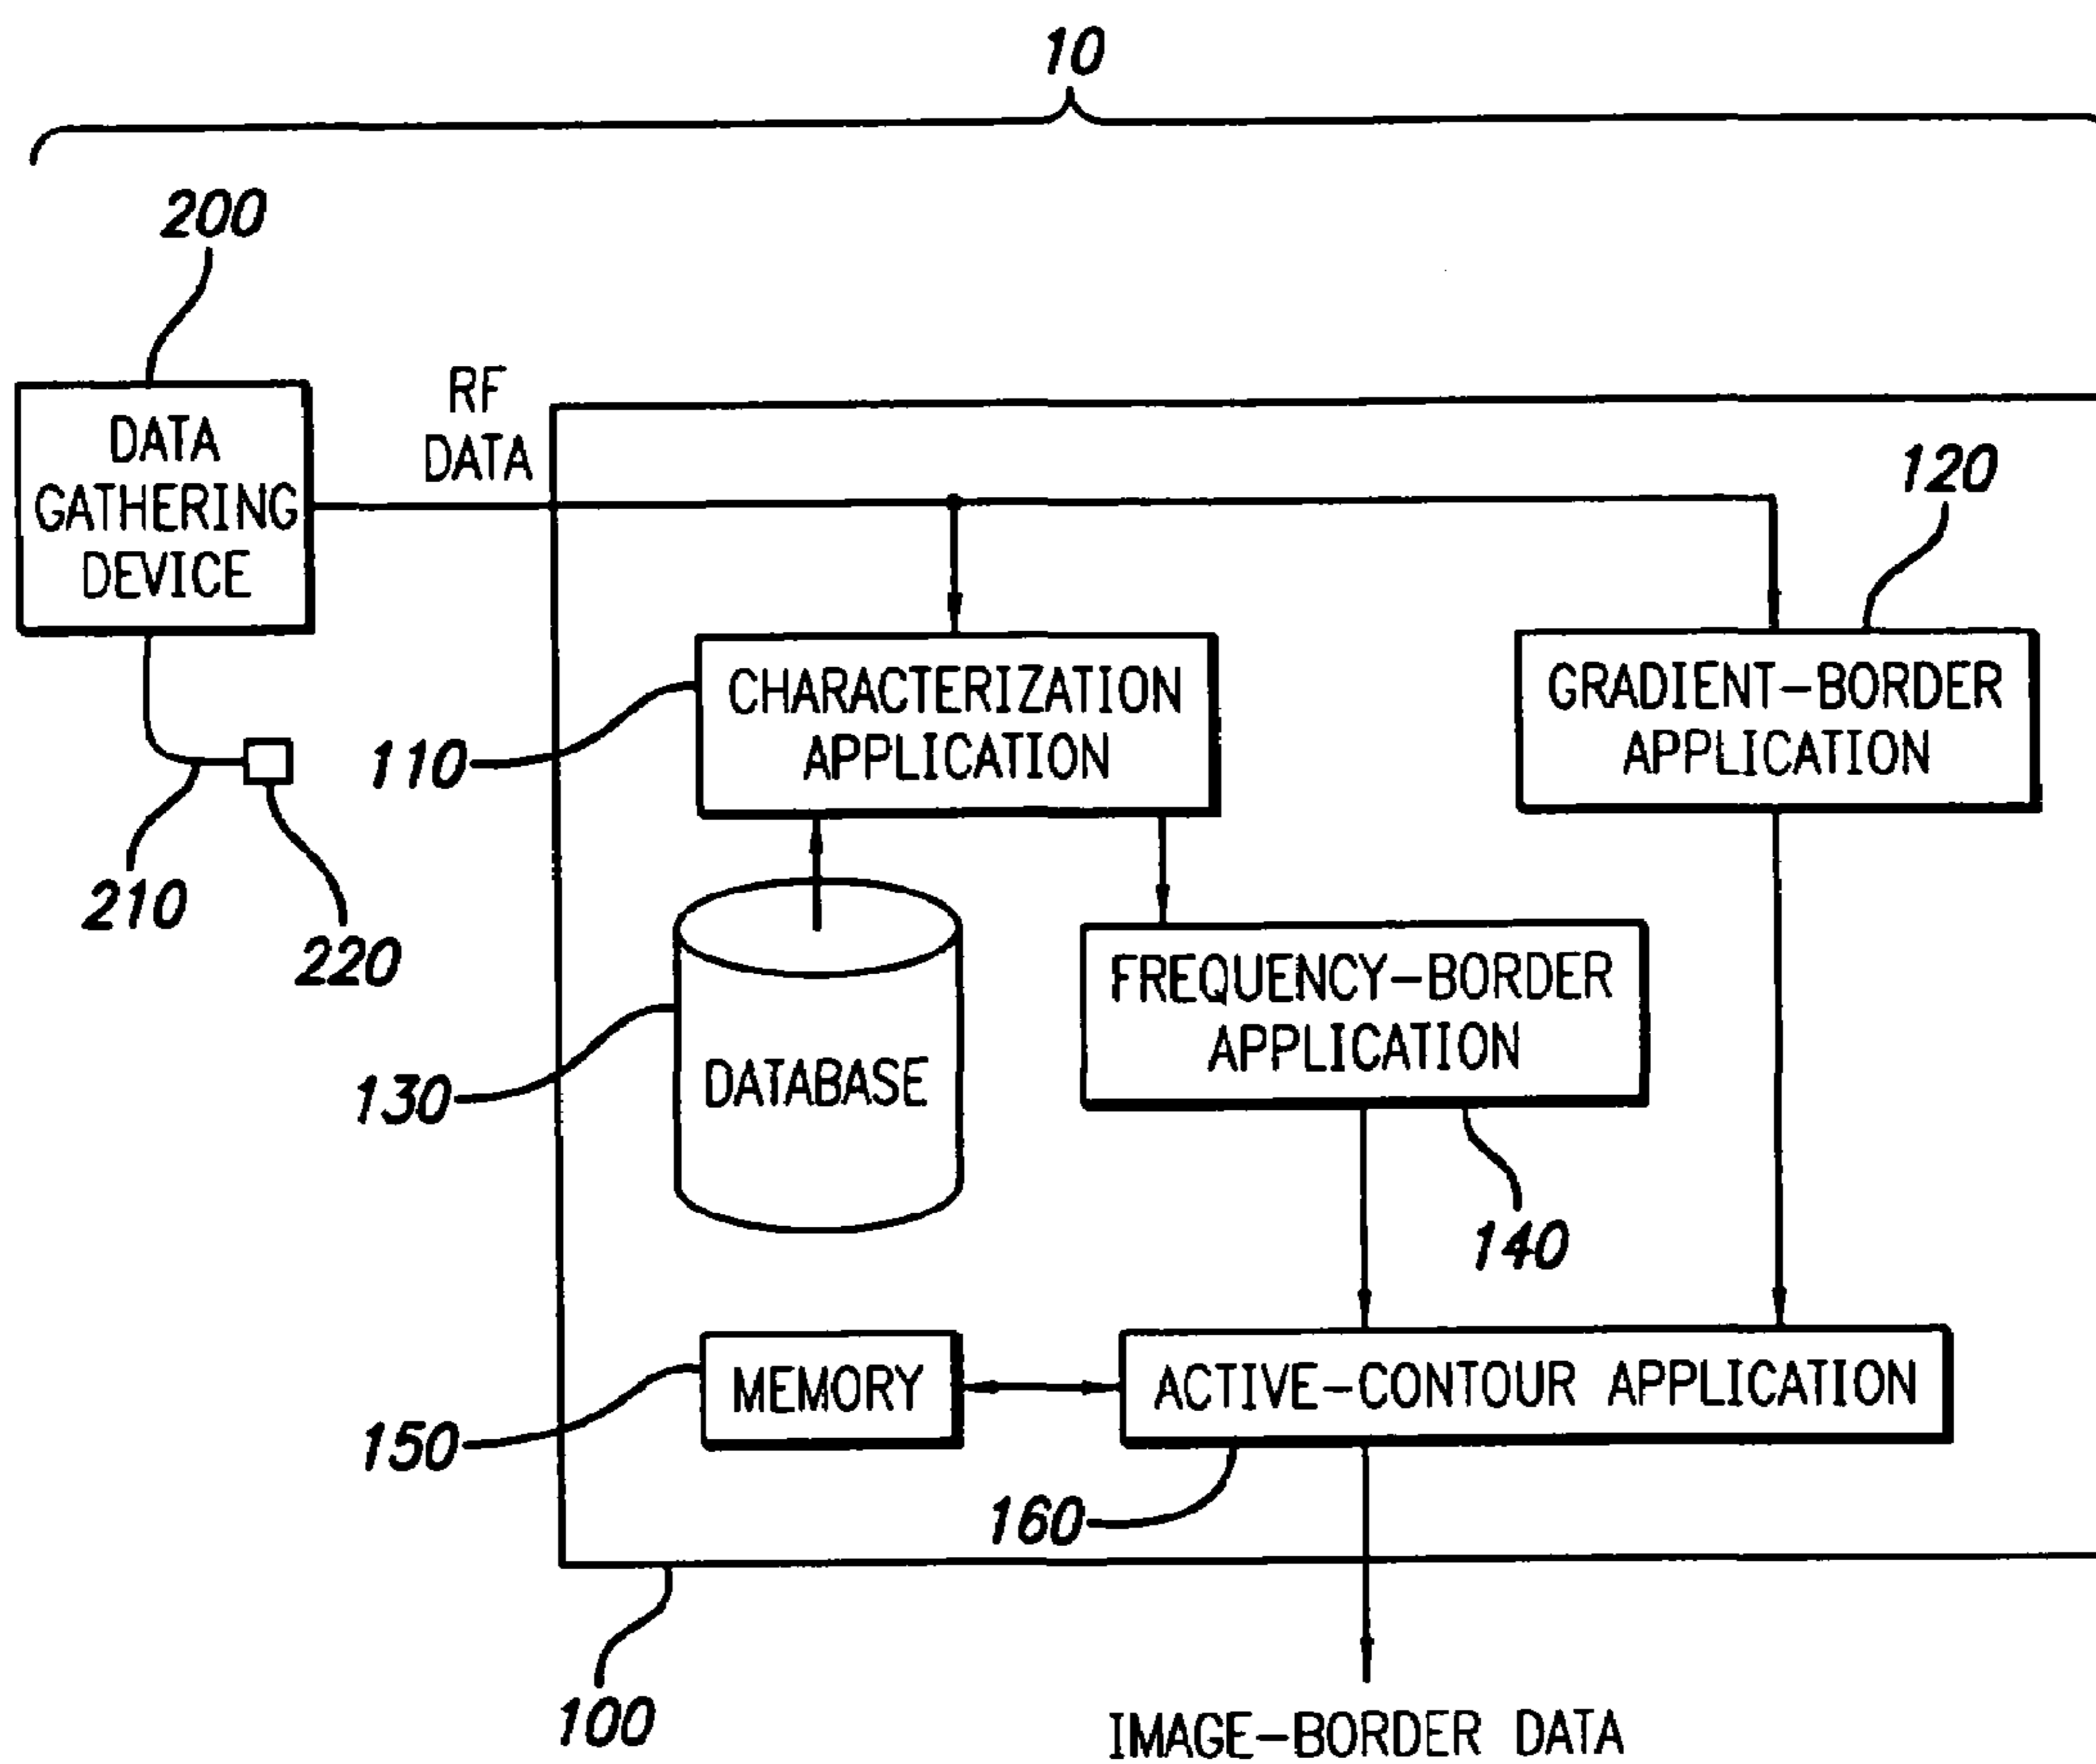 10
200
RF
DATA
DATA
GATHERING
DEVICE
120
CHARACTERIZATION
APPLICATION
GRADIENT-BORDER
APPLICATION
110
210
220
FREQUENCY-BORDER
APPLICATION
130
DATABASE
140
MEMORY
ACTIVE-CONTOUR APPLICATION
150
160
100
IMAGE-BORDER DATA